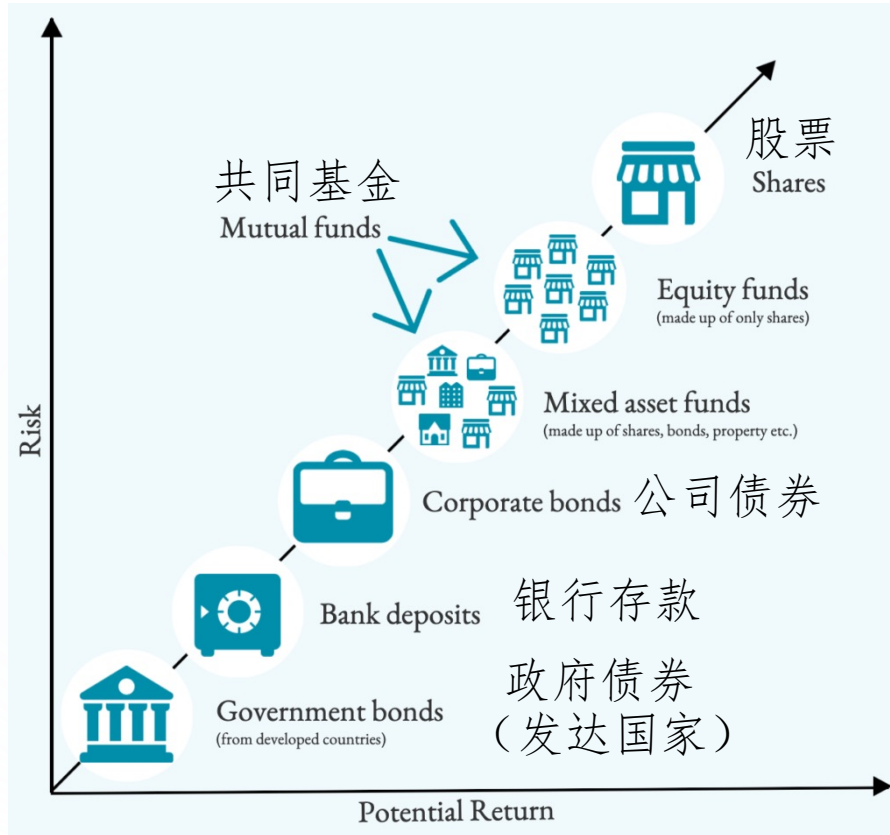 股票
Shares
共同基金
Mutual funds
Equity funds
(made up of only shares)
Mixed asset funds
(made up of shares, bonds, property etc.)
Risk
Corporate bonds 公司债券
Bank deposits 银行存款
政府债券
Government bonds
(from developed countries)
（发达国家）
Potential Return